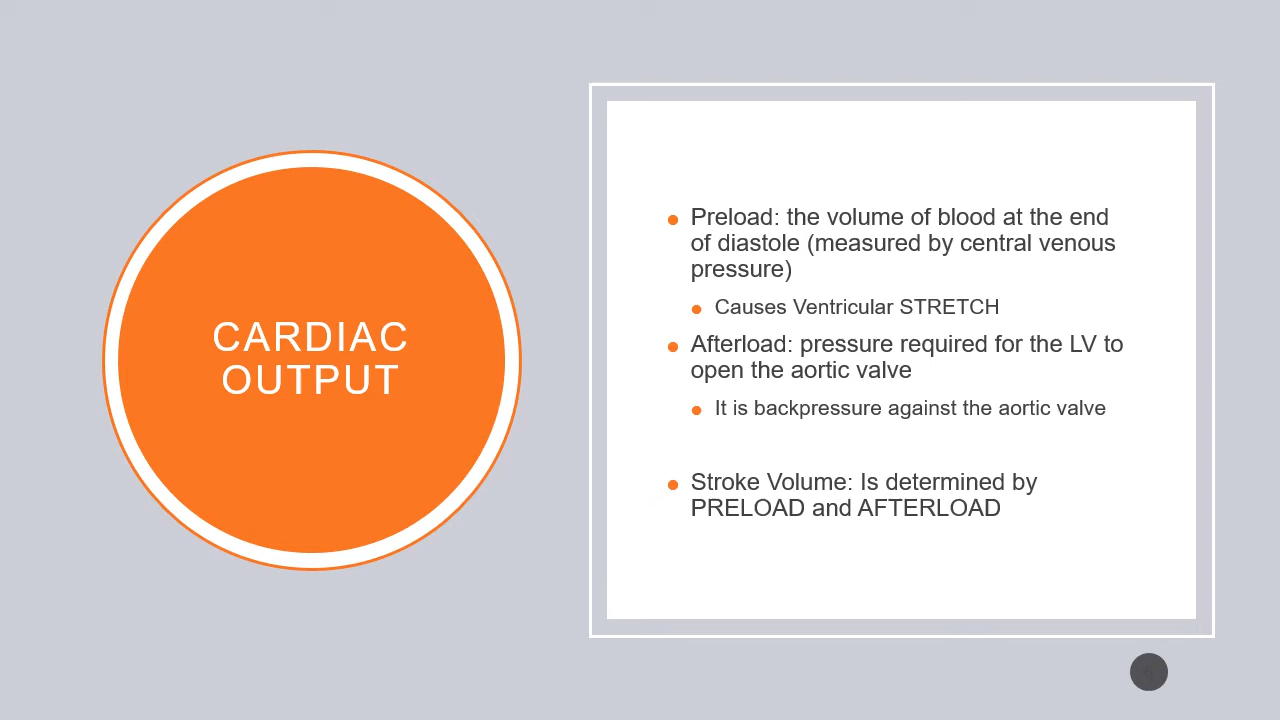 CARDIAC
OUTPUT
Preload: the volume of blood at the end
of diastole (measured by central venous
pressure)
Causes Ventricular STRETCH
Afterload: pressure required for the LV to
open the aortic valve
It is backpressure against the aortic valve
Stroke Volume: Is determined by
PRELOAD and AFTERLOAD